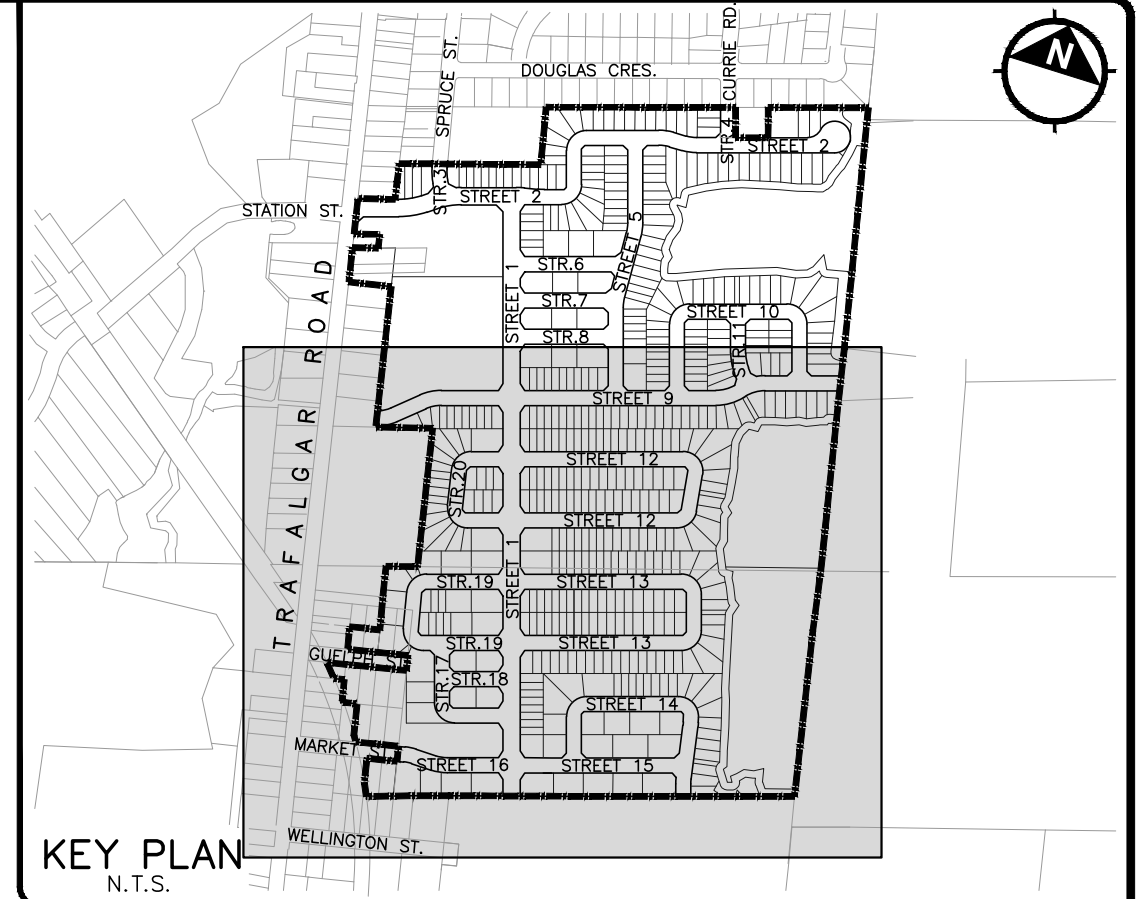 CURRIE RD.
N
SPRUCE ST.
DOUGLAS CRES.
STR.4
STREET 2
STR.3
STREET 2
STATION ST.
STREET 5
STR.6
STREET 1
STR.7
STREET 10
STR.8
STR.11
TRAFALGAR ROAD
STREET 9
STREET 12
STR.20
STREET 12
STREET 1
STR.19
STREET 13
STR.19
STREET 13
GUELPH ST.
STR.17
STR.18
STREET 14
MARKET ST.
STREET 16
STREET 15
WELLINGTON ST.
KEY PLAN
N.T.S.